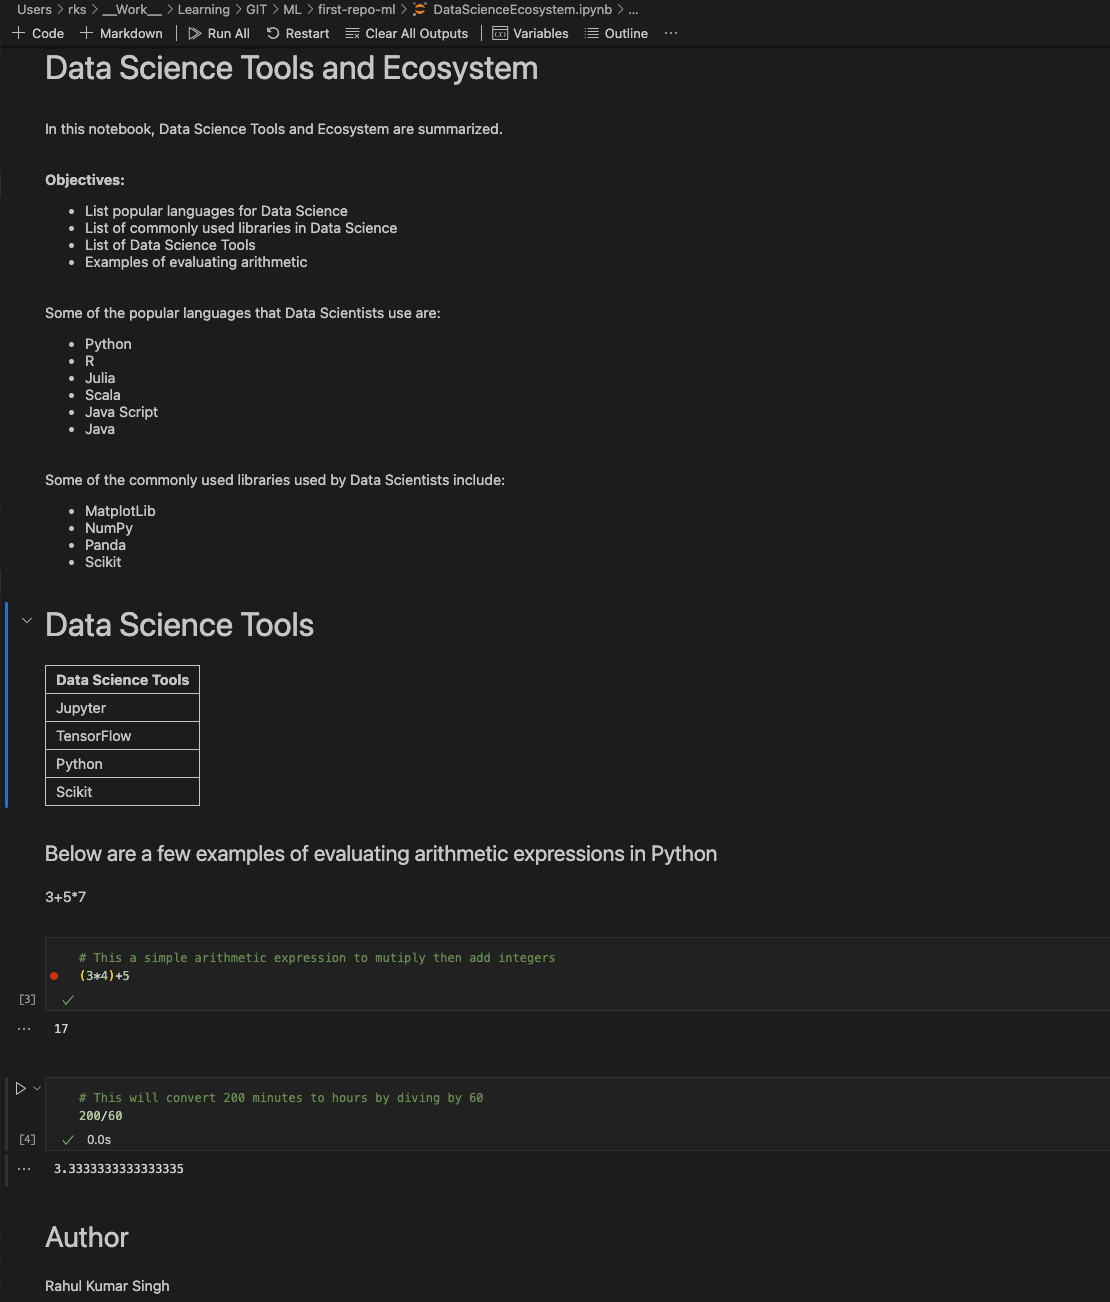 Users > rks > __Work__ > Learning > GIT > ML > first-repo-ml > DataScienceEcosystem.ipynb > ...
+ Code + Markdown | Run All Restart Clear All Outputs | Variables Outline ...
Data Science Tools and Ecosystem
In this notebook, Data Science Tools and Ecosystem are summarized.
Objectives:
• List popular languages for Data Science
• List of commonly used libraries in Data Science
• List of Data Science Tools
• Examples of evaluating arithmetic
Some of the popular languages that Data Scientists use are:
• Python
• R
• Julia
• Scala
• Java Script
• Java
Some of the commonly used libraries used by Data Scientists include:
• MatplotLib
• NumPy
• Panda
• Scikit
Data Science Tools
Data Science Tools
Jupyter
TensorFlow
Python
Scikit
Below are a few examples of evaluating arithmetic expressions in Python
3+5*7
# This a simple arithmetic expression to mutiply then add integers
(3*4)+5
[3]
... 17
# This will convert 200 minutes to hours by diving by 60
200/60
[4] 0.0s
... 3.3333333333333335
Author
Rahul Kumar Singh